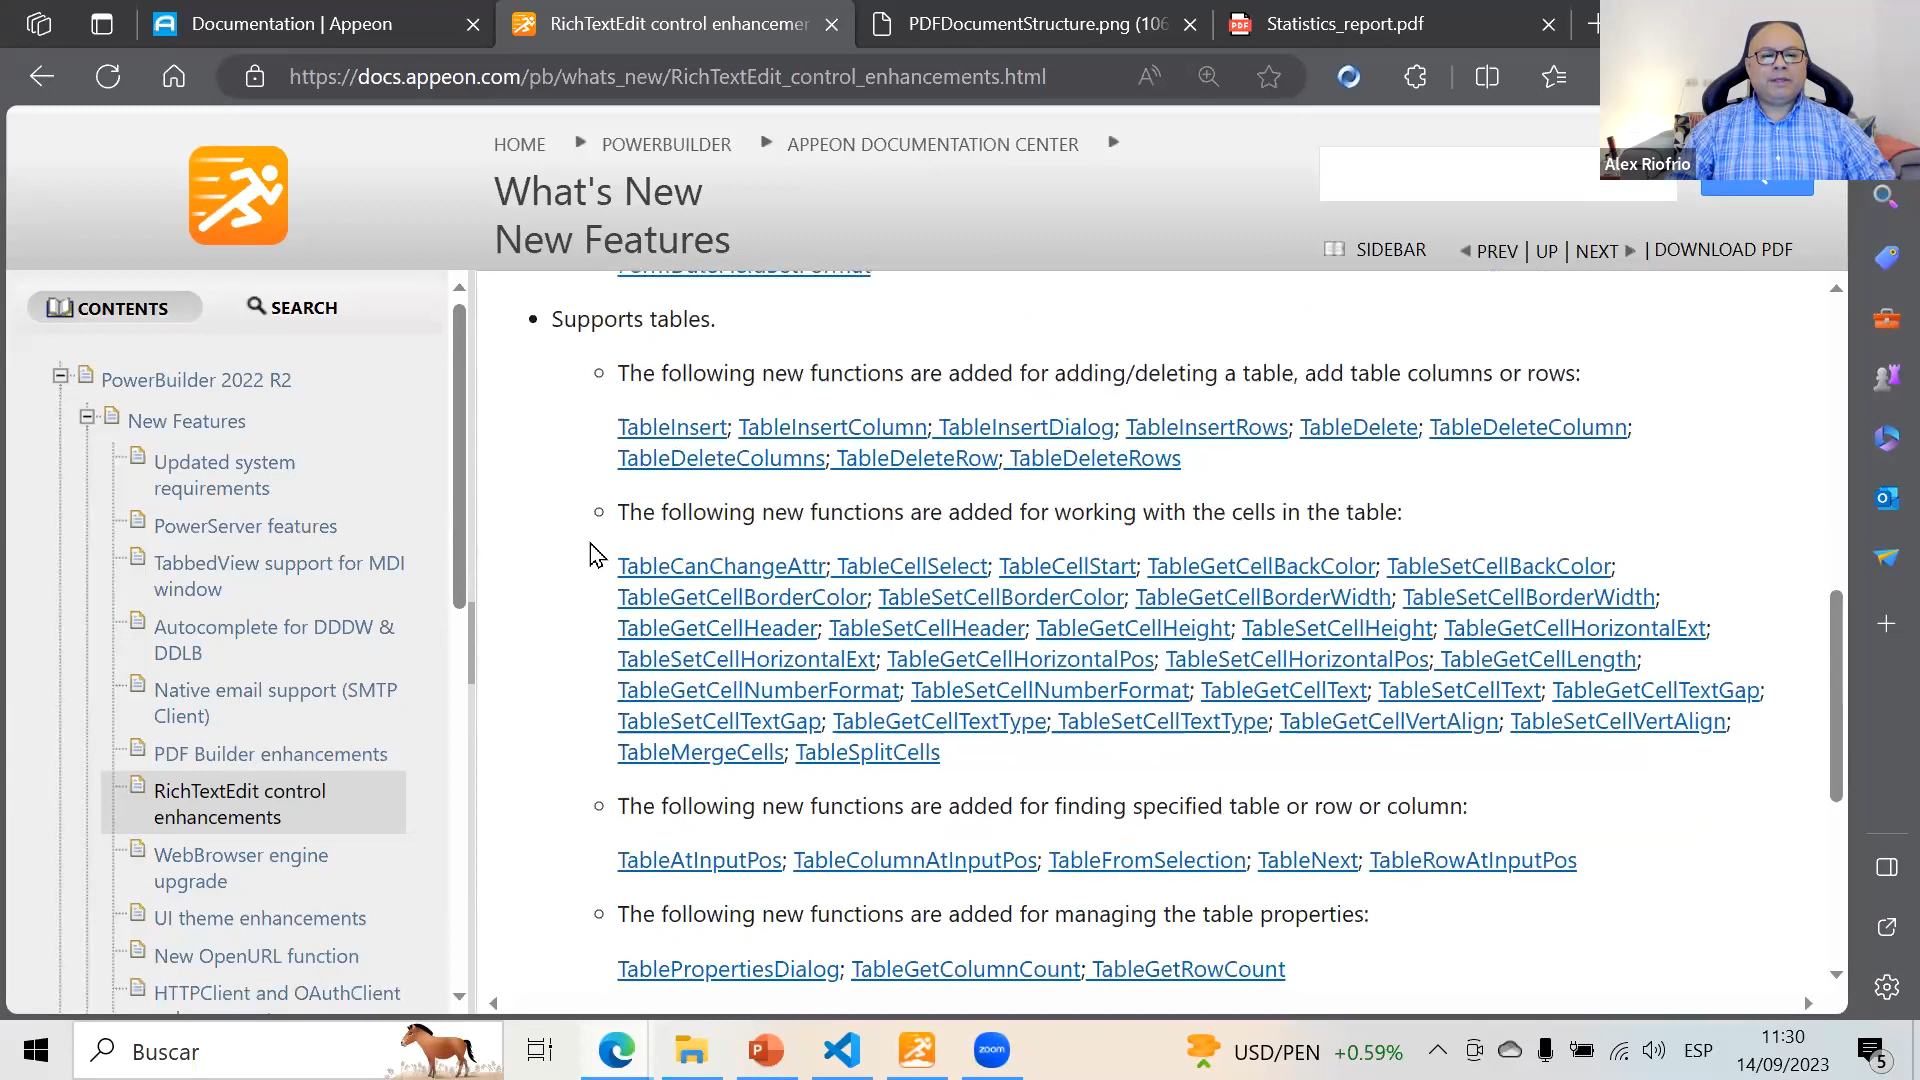 Documentation | Appeon
RichTextEdit control enhancemer
PDFDocumentStructure.png (106
Statistics_report.pdf
https://docs.appeon.com/pb/whats_new/RichTextEdit_control_enhancements.html
Alex Riofrio
HOME POWERBUILDER APPEON DOCUMENTATION CENTER
What's New
New Features
SIDEBAR PREV | UP | NEXT | DOWNLOAD PDF
CONTENTS SEARCH
PowerBuilder 2022 R2
New Features
Updated system
requirements
PowerServer features
TabbedView support for MDI
window
Autocomplete for DDDW &
DDLB
Native email support (SMTP
Client)
PDF Builder enhancements
RichTextEdit control
enhancements
WebBrowser engine
upgrade
UI theme enhancements
New OpenURL function
HTTPClient and OAuthClient
• Supports tables.
The following new functions are added for adding/deleting a table, add table columns or rows:
TableInsert; TableInsertColumn; TableInsertDialog; TableInsertRows; TableDelete; TableDeleteColumn;
TableDeleteColumns; TableDeleteRow; TableDeleteRows
The following new functions are added for working with the cells in the table:
TableCanChangeAttr; TableCellSelect; TableCellStart; TableGetCellBackColor; TableSetCellBackColor;
TableGetCellBorderColor; TableSetCellBorderColor; TableGetCellBorderWidth; TableSetCellBorderWidth;
TableGetCellHeader; TableSetCellHeader; TableGetCellHeight; TableSetCellHeight; TableGetCellHorizontalExt;
TableSetCellHorizontalExt; TableGetCellHorizontalPos; TableSetCellHorizontalPos; TableGetCellLength;
TableGetCellNumberFormat; TableSetCellNumberFormat; TableGetCellText; TableSetCellText; TableGetCellTextGap;
TableSetCellTextGap; TableGetCellTextType; TableSetCellTextType; TableGetCellVertAlign; TableSetCellVertAlign;
TableMergeCells; TableSplitCells
The following new functions are added for finding specified table or row or column:
TableAtInputPos; TableColumnAtInputPos; TableFromSelection; TableNext; TableRowAtInputPos
The following new functions are added for managing the table properties:
TablePropertiesDialog; TableGetColumnCount; TableGetRowCount
Buscar
zoom
USD/PEN +0.59%
ESP
11:30
14/09/2023
5